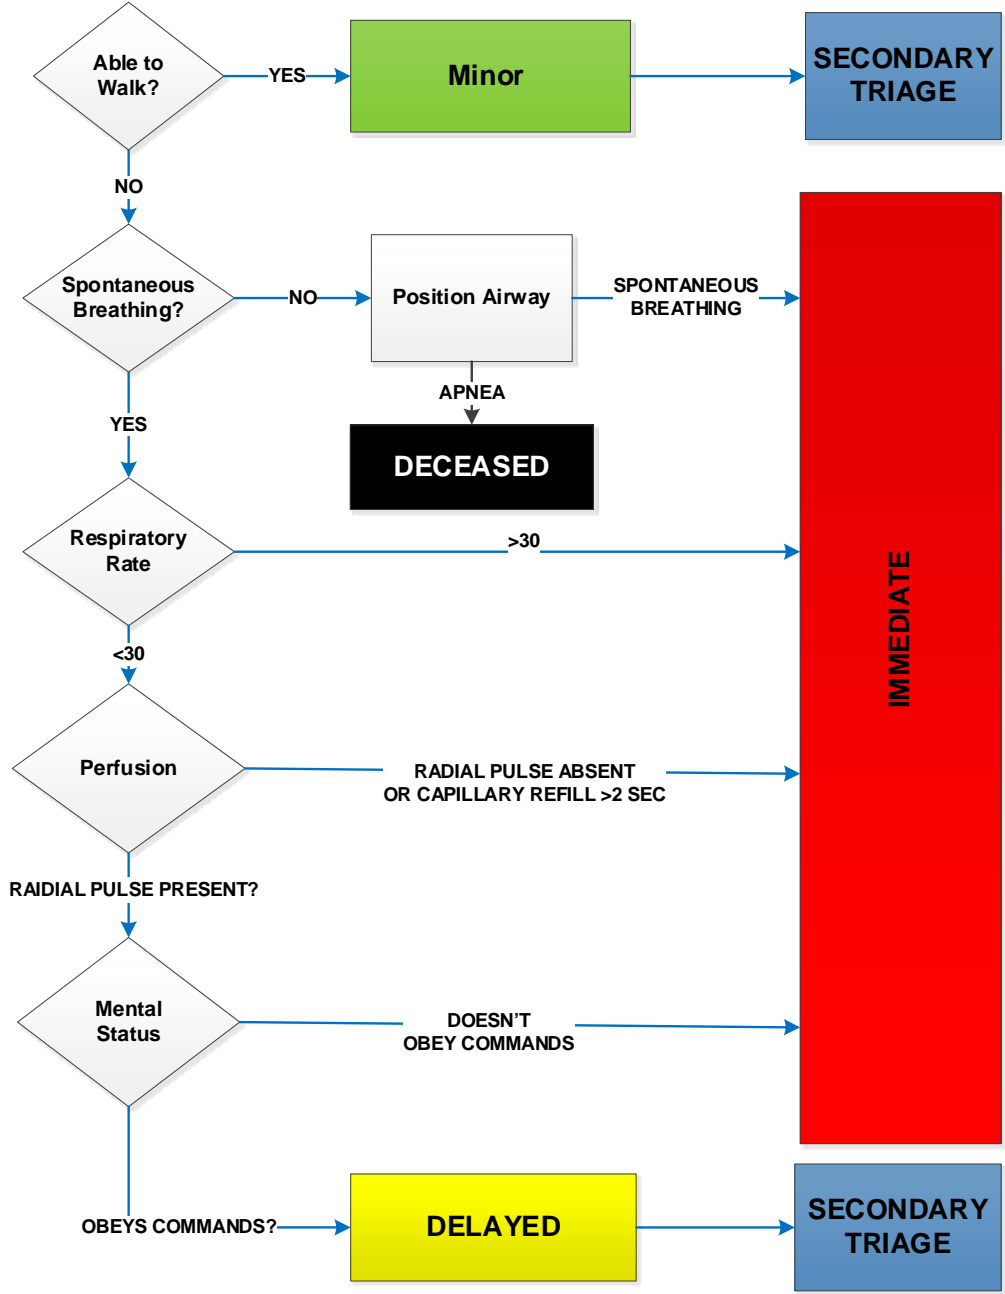 Able to
Walk?
YES
Minor
SECONDARY
TRIAGE
NO
Spontaneous
Breathing?
NO
Position Airway
SPONTANEOUS
BREATHING
APNEA
DECEASED
YES
Respiratory
Rate
>30
IMMEDIATE
<30
Perfusion
RADIAL PULSE ABSENT
OR CAPILLARY REFILL >2 SEC
RAIDIAL PULSE PRESENT?
Mental
Status
DOESN'T
OBEY COMMANDS
OBEYS COMMANDS?
DELAYED
SECONDARY
TRIAGE